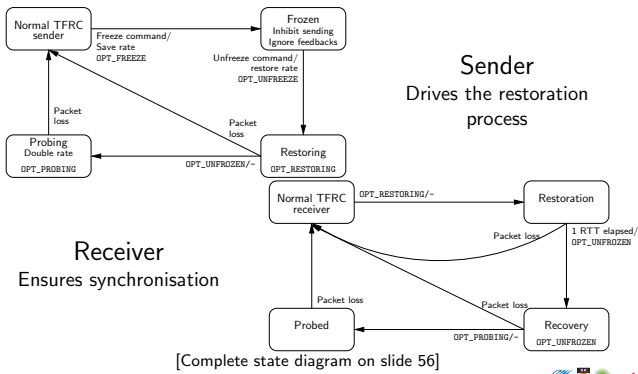 Normal TFRC
sender
Freeze command/
Save rate
OPT_FREEZE
Frozen
Inhibit sending
Ignore feedbacks
Unfreeze command/
restore rate
OPT_UNFREEZE
Sender
Drives the restoration
process
Packet
loss
Packet
loss
Probing
Double rate
OPT_PROBING
OPT_UNFROZEN/-
Restoring
OPT_RESTORING
Normal TFRC
receiver
OPT_RESTORING/-
Restoration
1 RTT elapsed/
OPT_UNFROZEN
Packet loss
Receiver
Ensures synchronisation
Packet loss
Packet loss
Probed
OPT_PROBING/-
Recovery
OPT_UNFROZEN
[Complete state diagram on slide 56]